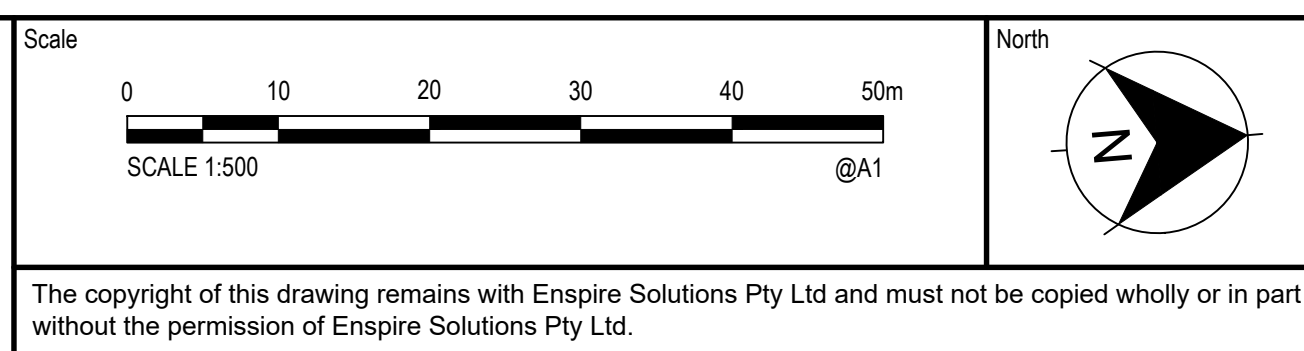 Scale
North
0 10 20 30 40 50m
SCALE 1:500 @A1
N
The copyright of this drawing remains with Enspire Solutions Pty Ltd and must not be copied wholly or in part
without the permission of Enspire Solutions Pty Ltd.